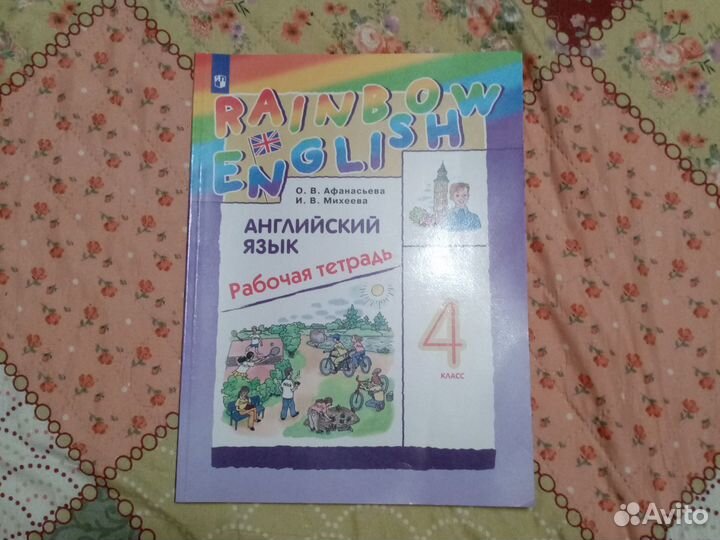 RAINBOW
ENGLISH
О. В. Афанасьева
И. В. Михеева
АНГЛИЙСКИЙ
ЯЗЫК
Рабочая тетрадь
4
КЛАСС
Avito